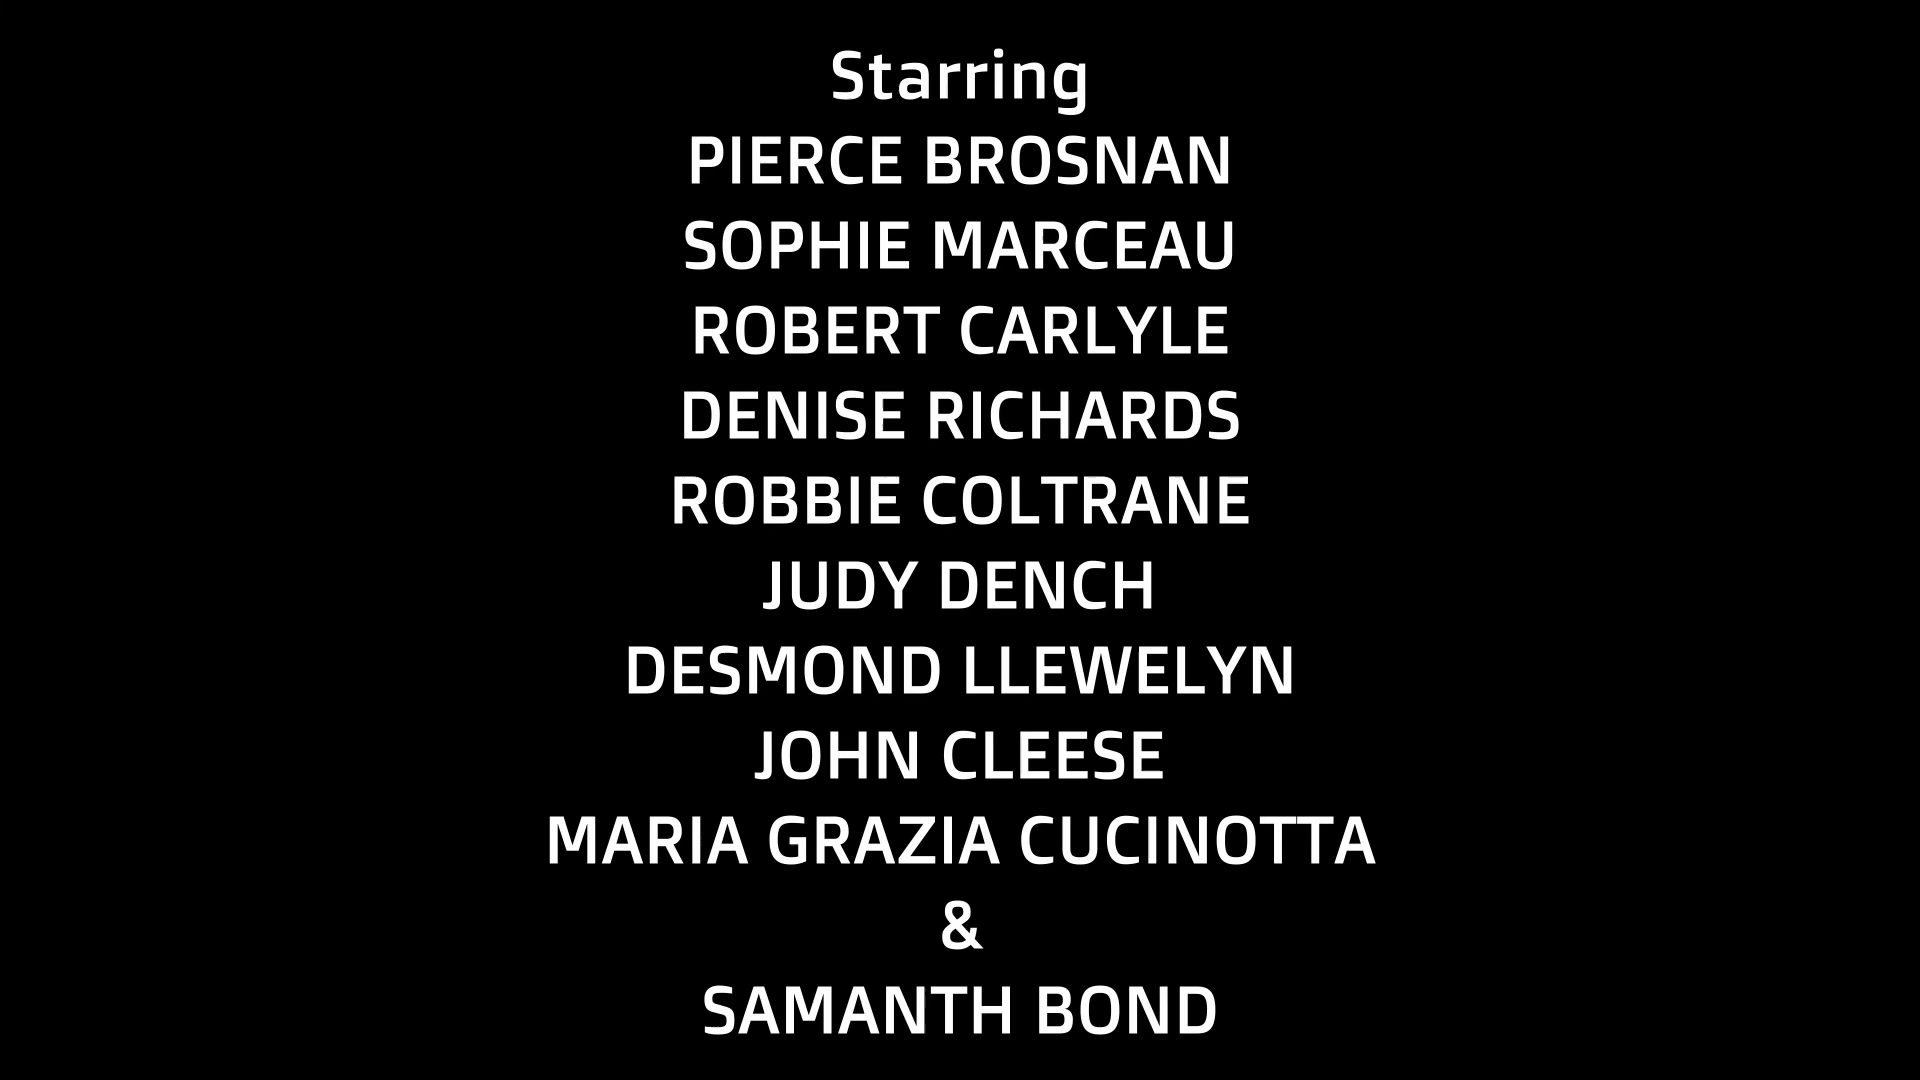 Starring
PIERCE BROSNAN
SOPHIE MARCEAU
ROBERT CARLYLE
DENISE RICHARDS
ROBBIE COLTRANE
JUDY DENCH
DESMOND LLEWELYN
JOHN CLEESE
MARIA GRAZIA CUCINOTTA
&
SAMANTH BOND